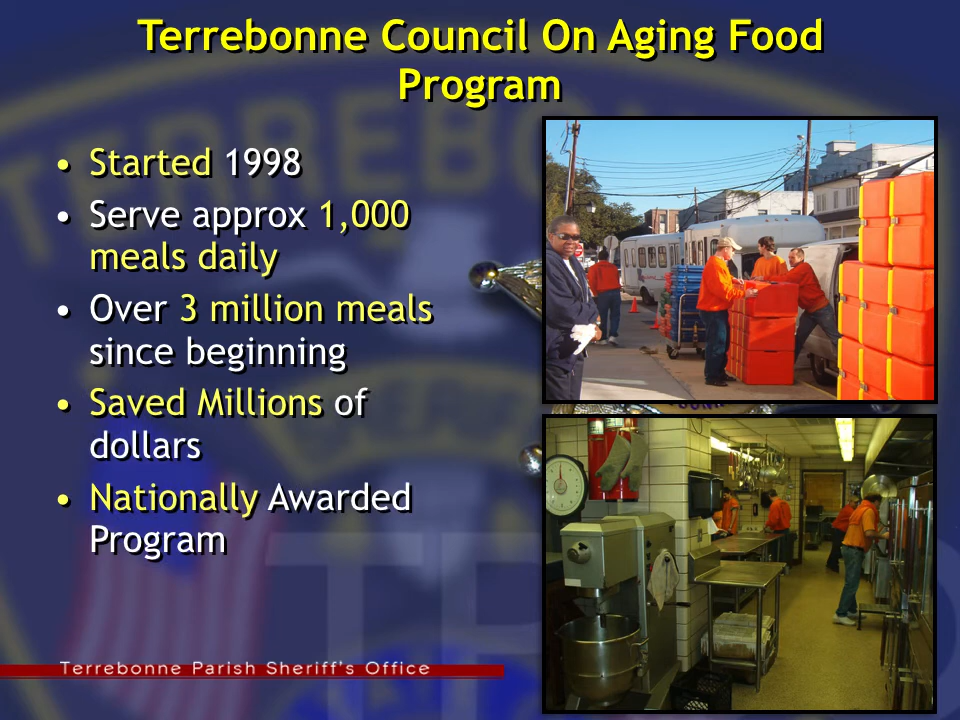 Terrebonne Council On Aging Food
Program
• Started 1998
• Serve approx 1,000
meals daily
• Over 3 million meals
since beginning
• Saved Millions of
dollars
• Nationally Awarded
Program
Terrebonne Parish Sheriff's Office